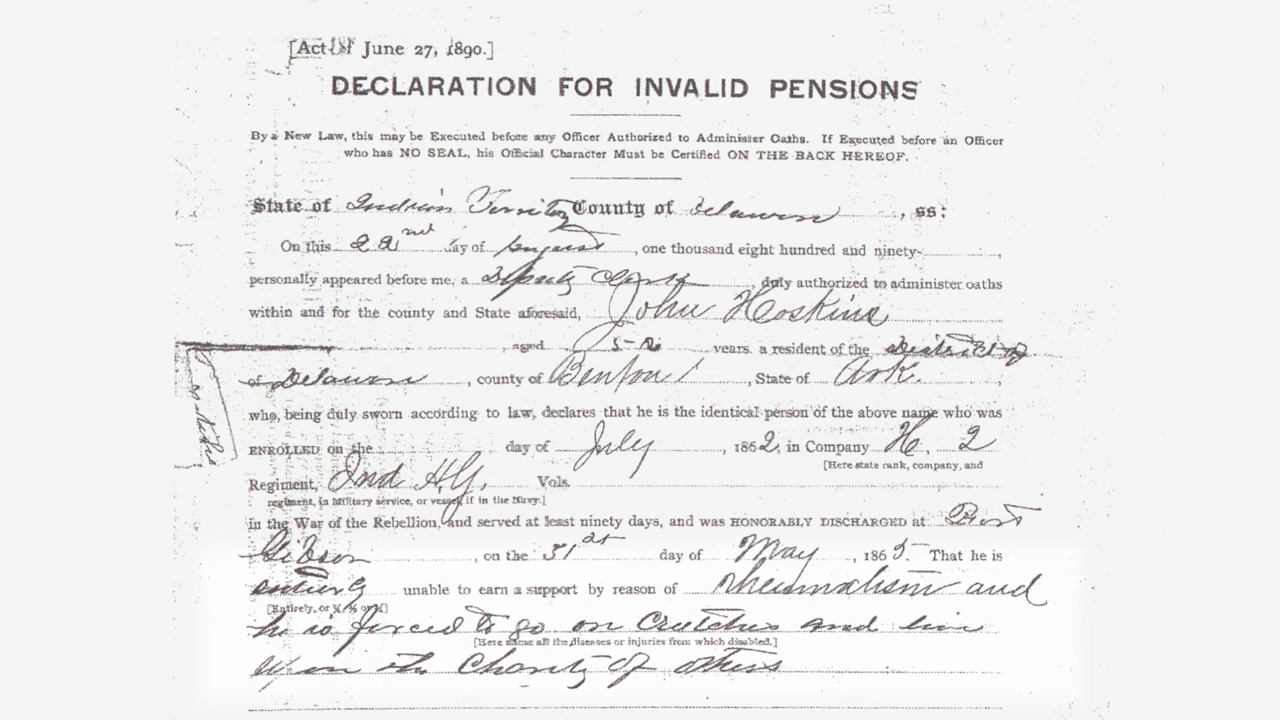 [Act of June 27, 1890.]
DECLARATION FOR INVALID PENSIONS
By a New Law, this may be Executed before any Officer Authorized to Administer Oaths. If Executed before an Officer
who has NO SEAL, his Official Character Must be Certified ON THE BACK HEREOF.
State of Indian Territory County of Delaware , ss:
On this 22nd day of August , one thousand eight hundred and ninety- ,
personally appeared before me, a Deputy Clerk , duly authorized to administer oaths
within and for the county and State aforesaid, John Hoskins
, aged 52 years. a resident of the District of
of Delaware , county of Benton , State of Ark. ,
who, being duly sworn according to law, declares that he is the identical person of the above name who was
ENROLLED on the day of July , 1862, in Company H, 2
[Here state rank, company, and
Regiment, Ind H.G. Vols.
regiment, in Military service, or vessel, if in the Navy.]
in the War of the Rebellion, and served at least ninety days, and was HONORABLY DISCHARGED at
Gibson , on the 31st day of May , 1865- That he is
entirely unable to earn a support by reason of rheumatism and
[Entirely, or ¼ ½ or ¾]
he is forced to go on Crutches and live
[Here name all the diseases or injuries from which disabled.]
upon the Charity of others